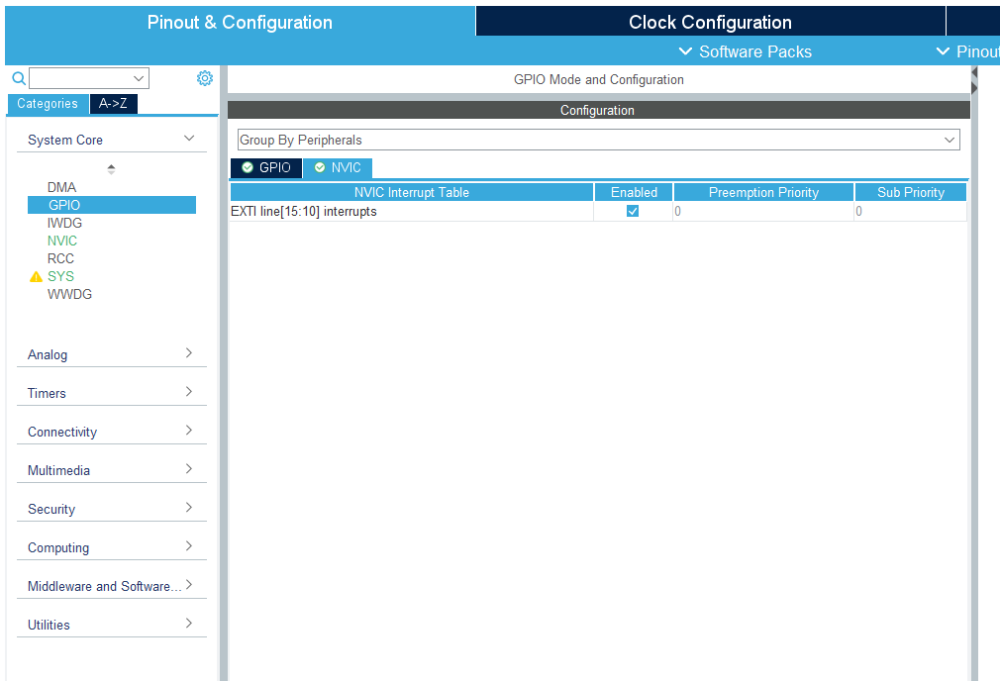 Pinout & Configuration
Clock Configuration
Software Packs
Pinout
GPIO Mode and Configuration
Categories
A->Z
Configuration
System Core
Group By Peripherals
GPIO
NVIC
DMA
GPIO
IWDG
NVIC
RCC
SYS
WWDG
NVIC Interrupt Table
Enabled
Preemption Priority
Sub Priority
EXTI line[15:10] interrupts
0
0
Analog
Timers
Connectivity
Multimedia
Security
Computing
Middleware and Software...
Utilities